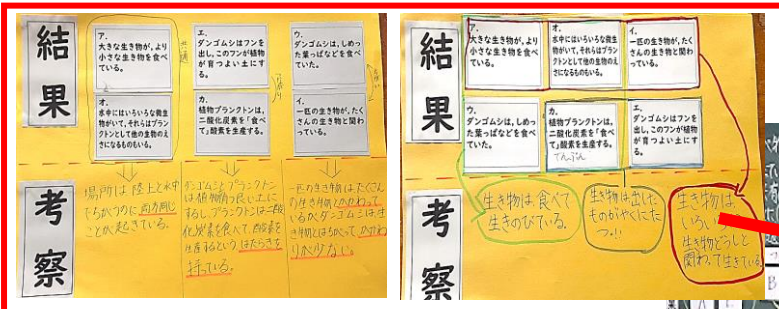 結果
ア.
大きな生き物が、より
小さな生き物を食べ
ている。
エ.
ダンゴムシはフンを
出し、このフンが植物
が育つよい土にす
る。
ウ.
ダンゴムシは、しめっ
た葉っぱなどを食べ
ていた。
オ.
水中にはいろいろな微生
物がいて、それらはプラン
クトンとして他の生物のえ
さになるものもいる。
カ.
植物プランクトンは、
二酸化炭素を「食べ
て」酸素を生産する。
イ.
一匹の生き物が、たく
さんの生き物と関わ
っている。
考察
場所は陸上と水中
でちがうのに両方同じ
ことが起きている。
ダンゴムシとプランクトン
は植物が育つ良い土に
するし、プランクトンは二酸
化炭素を食べて、酸素を
生産するというはたらきを
持っている。
一匹の生き物はたくさん
の生き物とかかわって
いるがダンゴムシは生
き物とはちがってかかわ
りが少ない。
結果
ア.
大きな生き物が、より
小さな生き物を食べ
ている。
オ.
水中にはいろいろな微生
物がいて、それらはプラン
クトンとして他の生物のえ
さになるものもいる。
イ.
一匹の生き物が、たく
さんの生き物と関わ
っている。
ウ.
ダンゴムシは、しめっ
た葉っぱなどを食べ
ていた。
カ.
植物プランクトンは、
二酸化炭素を「食べ
て」酸素を生産する。
でんぷん
エ.
ダンゴムシはフンを
出し、このフンが植物
が育つよい土にす
る。
考察
生き物は食べて
生きのびている。
生き物は出した
ものがやくにた
つ!!
生き物は、
いろいろ
生き物どうしと
関わって生きている
B